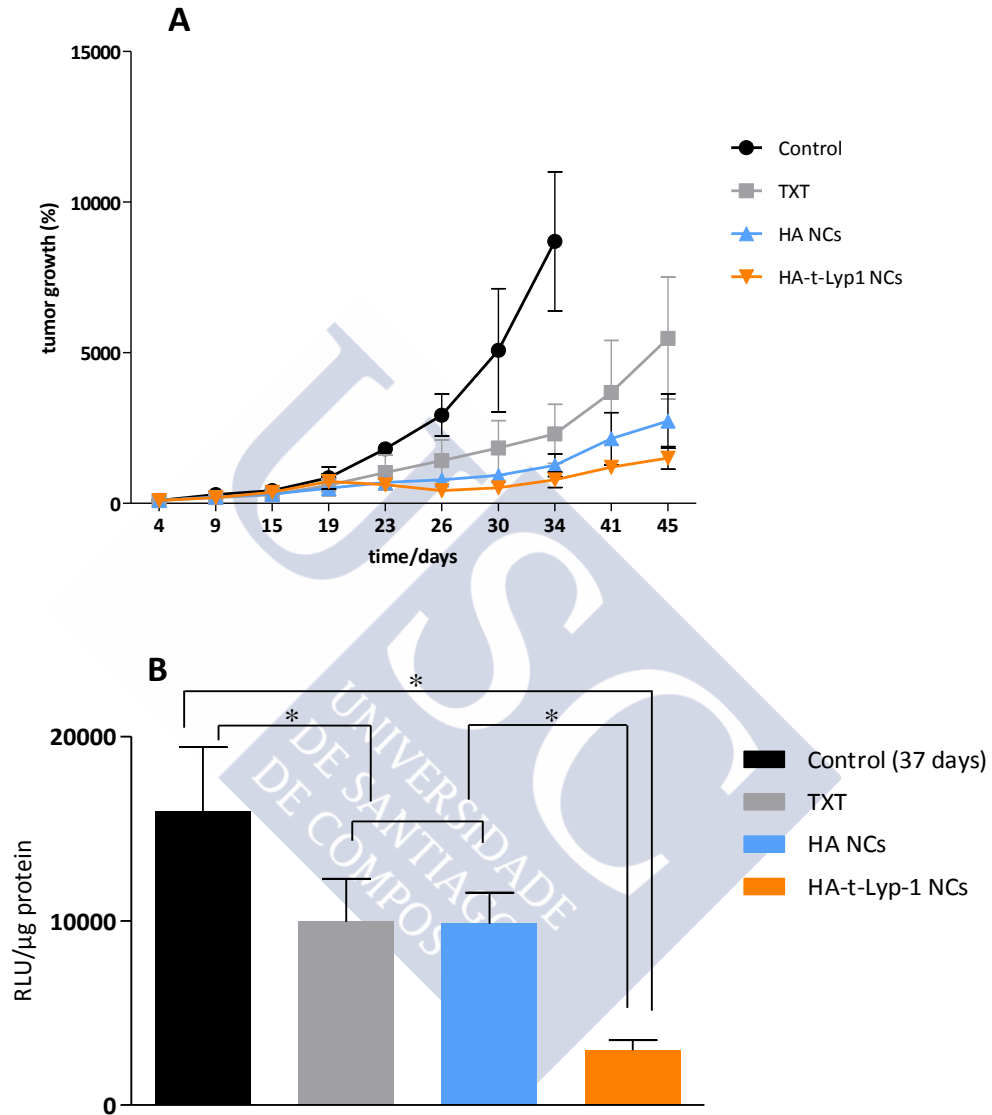 A
15000
10000
5000
0
tumor growth (%)
4 9 15 19 23 26 30 34 41 45
time/days
Control
TXT
HA NCs
HA-t-Lyp1 NCs
USC
UNIVERSIDADE
DE SANTIAGO
DE COMPOS
B
*
* *
20000
10000
0
RLU/μg protein
Control (37 days)
TXT
HA NCs
HA-t-Lyp-1 NCs